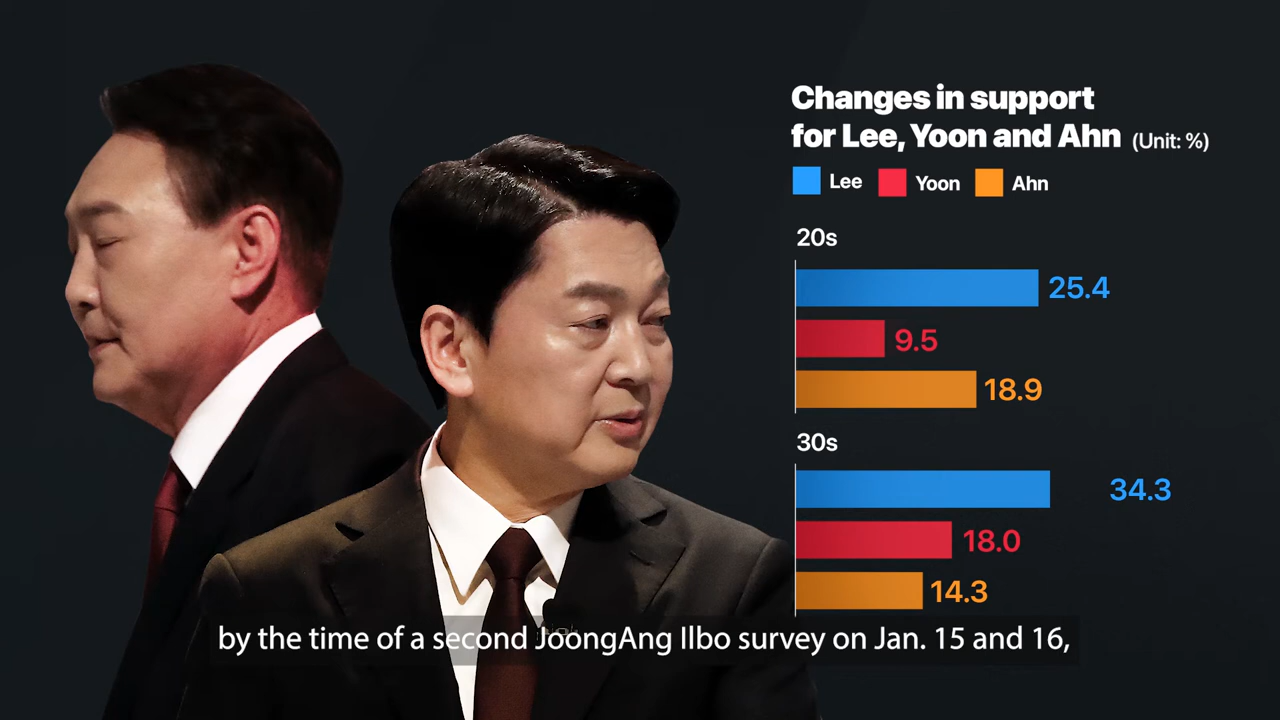 Changes in support
for Lee, Yoon and Ahn (Unit: %)
Lee Yoon Ahn
20s
25.4
9.5
18.9
30s
34.3
18.0
14.3
by the time of a second JoongAng Ilbo survey on Jan. 15 and 16,